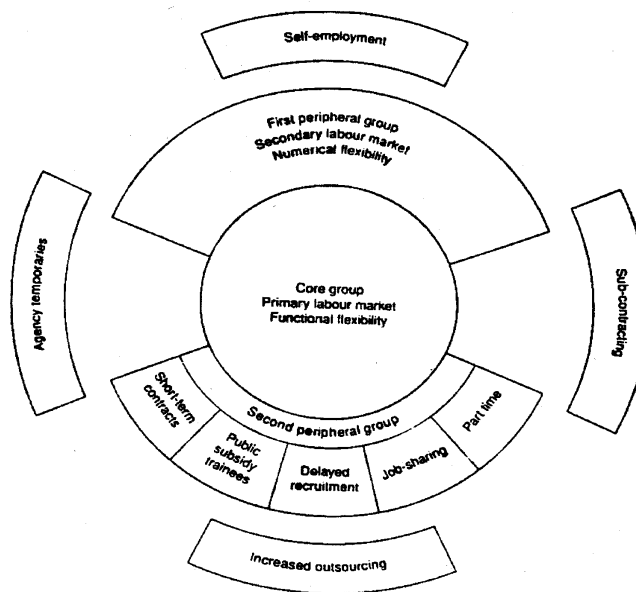 Self-employment
First peripheral group
Secondary labour market
Numerical flexibility
Agency temporaries
Core group
Primary labour market
Functional flexibility
Sub-contracting
Second peripheral group
Short-term
contracts
Public
subsidy
trainees
Delayed
recruitment
Job-sharing
Part time
Increased outsourcing